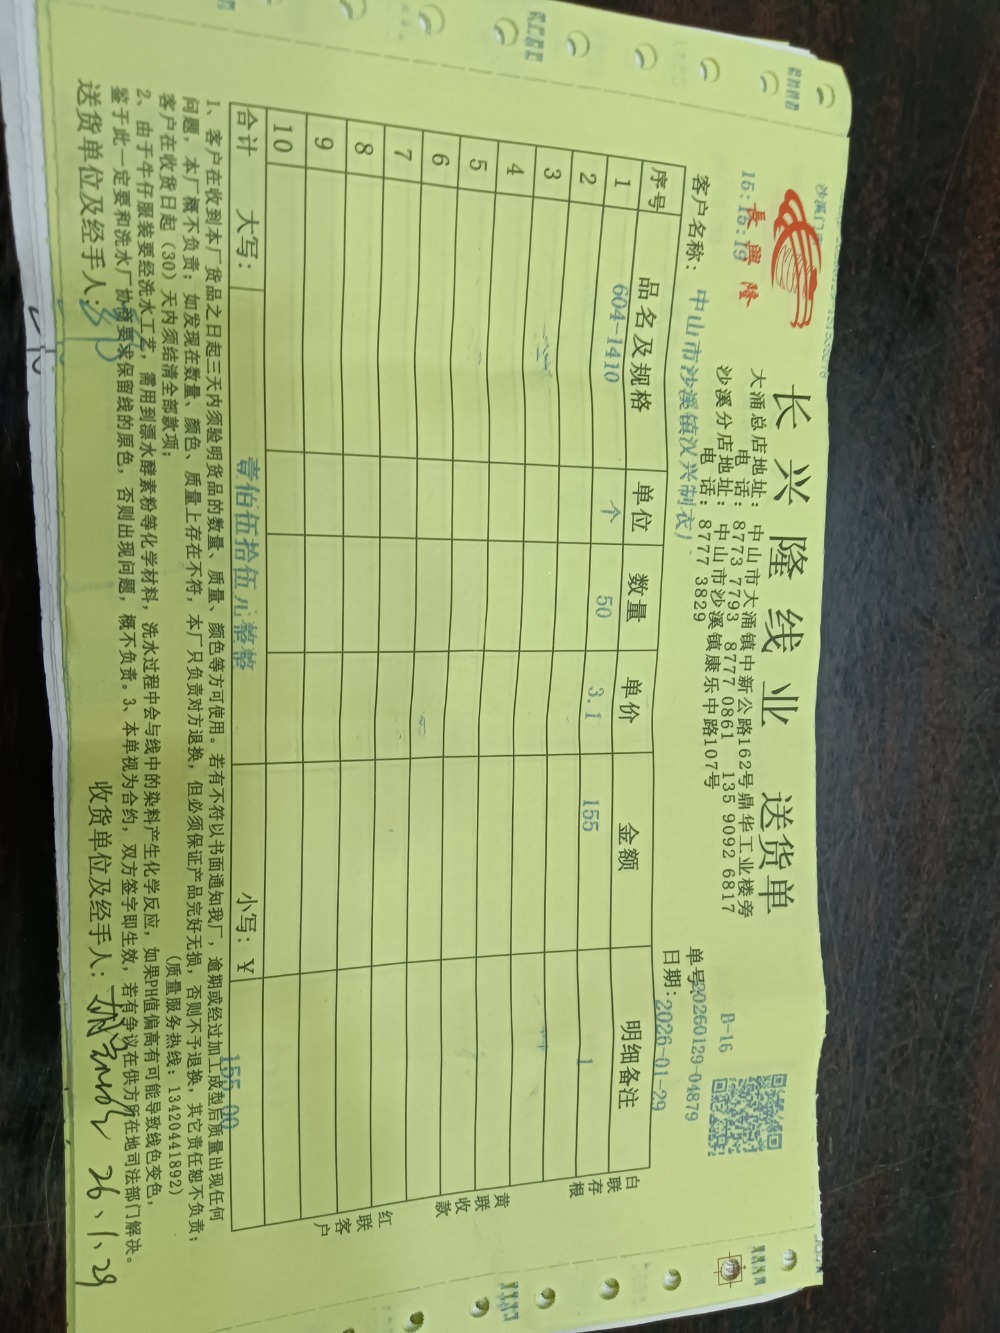 长兴隆线业 送货单
長興隆
15:15:19
大涌总店地址：中山市大涌镇中新公路162号鼎华工业楼旁
电 话：8773 7793 8777 0861 135 9092 6817
沙溪分店地址：中山市沙溪镇康乐中路107号
电 话：8777 3829
B-16
单号:20260129-04879
客户名称：中山市沙溪镇汉兴制衣厂
日期:2026-01-29
序号 品名及规格 单位 数量 单价 金额 明细备注
1 604-1410 个 50 3.1 155 1
2
3
4
5
6
7
8
9
10
合计 大写： 壹佰伍拾伍元整整 小写：￥ 155.00
白联存根
黄联收款
红联客户
1、客户在收到本厂货品之日起三天内须验明货品的数量、质量、颜色等方可使用。若有不符以书面通知我厂，逾期或经过加工成型后质量出现任何
问题，本厂概不负责；如发现在数量、颜色、质量上存在不符，本厂只负责对方退换，但必须保证产品完好无损，否则不予退换，其它责任恕不负责；
客户在收货日起（30）天内须结清全部款项； (质量服务热线：13420441892)
2、由于牛仔服装要经洗水工艺，需用到漂水酵素粉等化学材料，洗水过程中会与线中的染料产生化学反应，如果PH值偏高有可能导致线色变色，
鉴于此一定要和洗水厂协商要求保留线的原色，否则出现问题，概不负责。3、本单视为合约，双方签字即生效，若有争议在供方所在地司法部门解决。
送货单位及经手人:
收货单位及经手人: 26.1.29